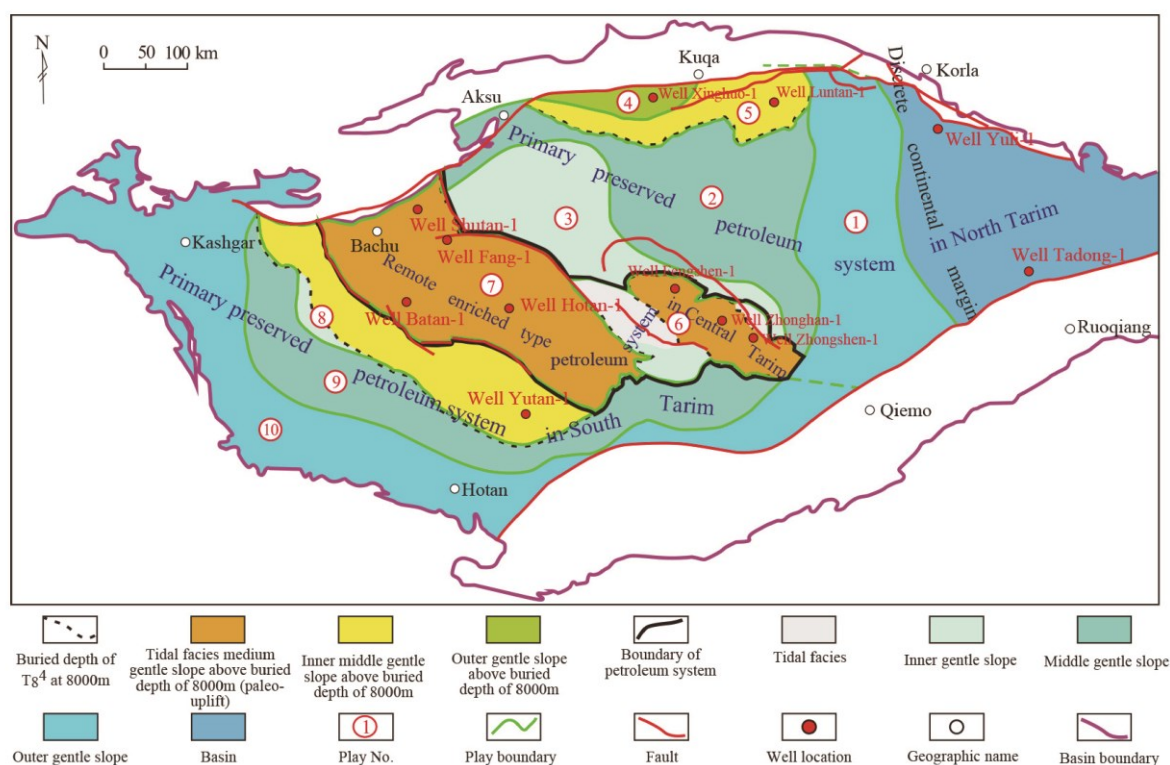 N
0 50 100 km
Kuqa
Korla
Aksu
Discrete
continental
margin
Well Xinghuo-1
Well Luntan-1
Well Yuli-1
4
5
Primary
preserved
petroleum
system
in North Tarim
2
1
3
Kashgar
Bachu
Well Shutan-1
Well Fang-1
Well Tadong-1
Remote
enriched type
petroleum
system
in Central
Tarim
7
Well Hotan-1
Well Batan-1
6
Well Zhonghan-1
Well Zhongshen-1
Ruoqiang
Primary preserved
petroleum system
in South
Tarim
8
9
10
Well Yutan-1
Qiemo
Hotan
Buried depth of
T8⁴ at 8000m
Tidal facies medium
gentle slope above buried
depth of 8000m (paleo-
uplift)
Inner middle gentle
slope above buried
depth of 8000m
Outer gentle slope
above buried
depth of 8000m
Boundary of
petroleum system
Tidal facies
Inner gentle slope
Middle gentle slope
Outer gentle slope
Basin
1
Play No.
Play boundary
Fault
Well location
Geographic name
Basin boundary